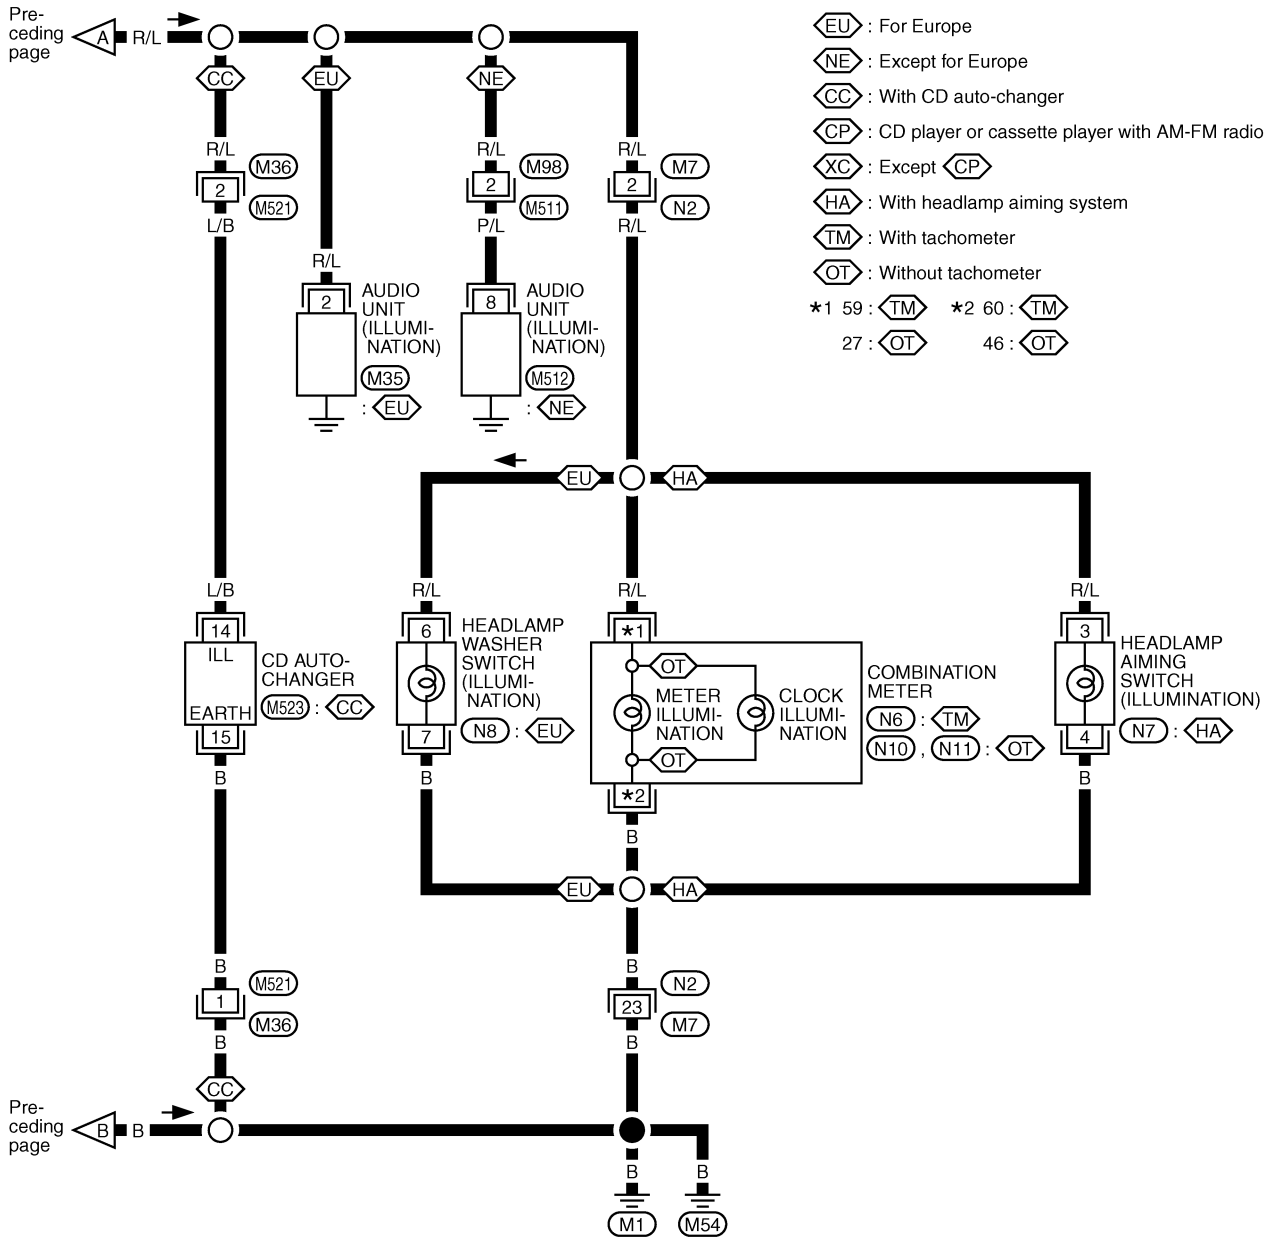 Pre-
ceding
page
A
R/L
CC
EU
NE
R/L
M36
2
M521
L/B
R/L
2
AUDIO
UNIT
(ILLUMI-
NATION)
M35
: EU
R/L
M98
2
M511
P/L
8
AUDIO
UNIT
(ILLUMI-
NATION)
M512
: NE
R/L
M7
2
N2
R/L
EU : For Europe
NE : Except for Europe
CC : With CD auto-changer
CP : CD player or cassette player with AM-FM radio
XC : Except CP
HA : With headlamp aiming system
TM : With tachometer
OT : Without tachometer
*1 59 : TM *2 60 : TM
27 : OT 46 : OT
EU
HA
L/B
14
ILL
EARTH
15
B
CD AUTO-
CHANGER
M523 : CC
R/L
6
7
B
HEADLAMP
WASHER
SWITCH
(ILLUMI-
NATION)
N8 : EU
R/L
*1
OT
METER
ILLUMI-
NATION
CLOCK
ILLUMI-
NATION
OT
*2
B
COMBINATION
METER
N6 : TM
N10 , N11 : OT
R/L
3
4
B
HEADLAMP
AIMING
SWITCH
(ILLUMINATION)
N7 : HA
EU
HA
B
M521
1
M36
B
CC
B
N2
23
M7
B
Pre-
ceding
page
B
B
B
B
M1
M54